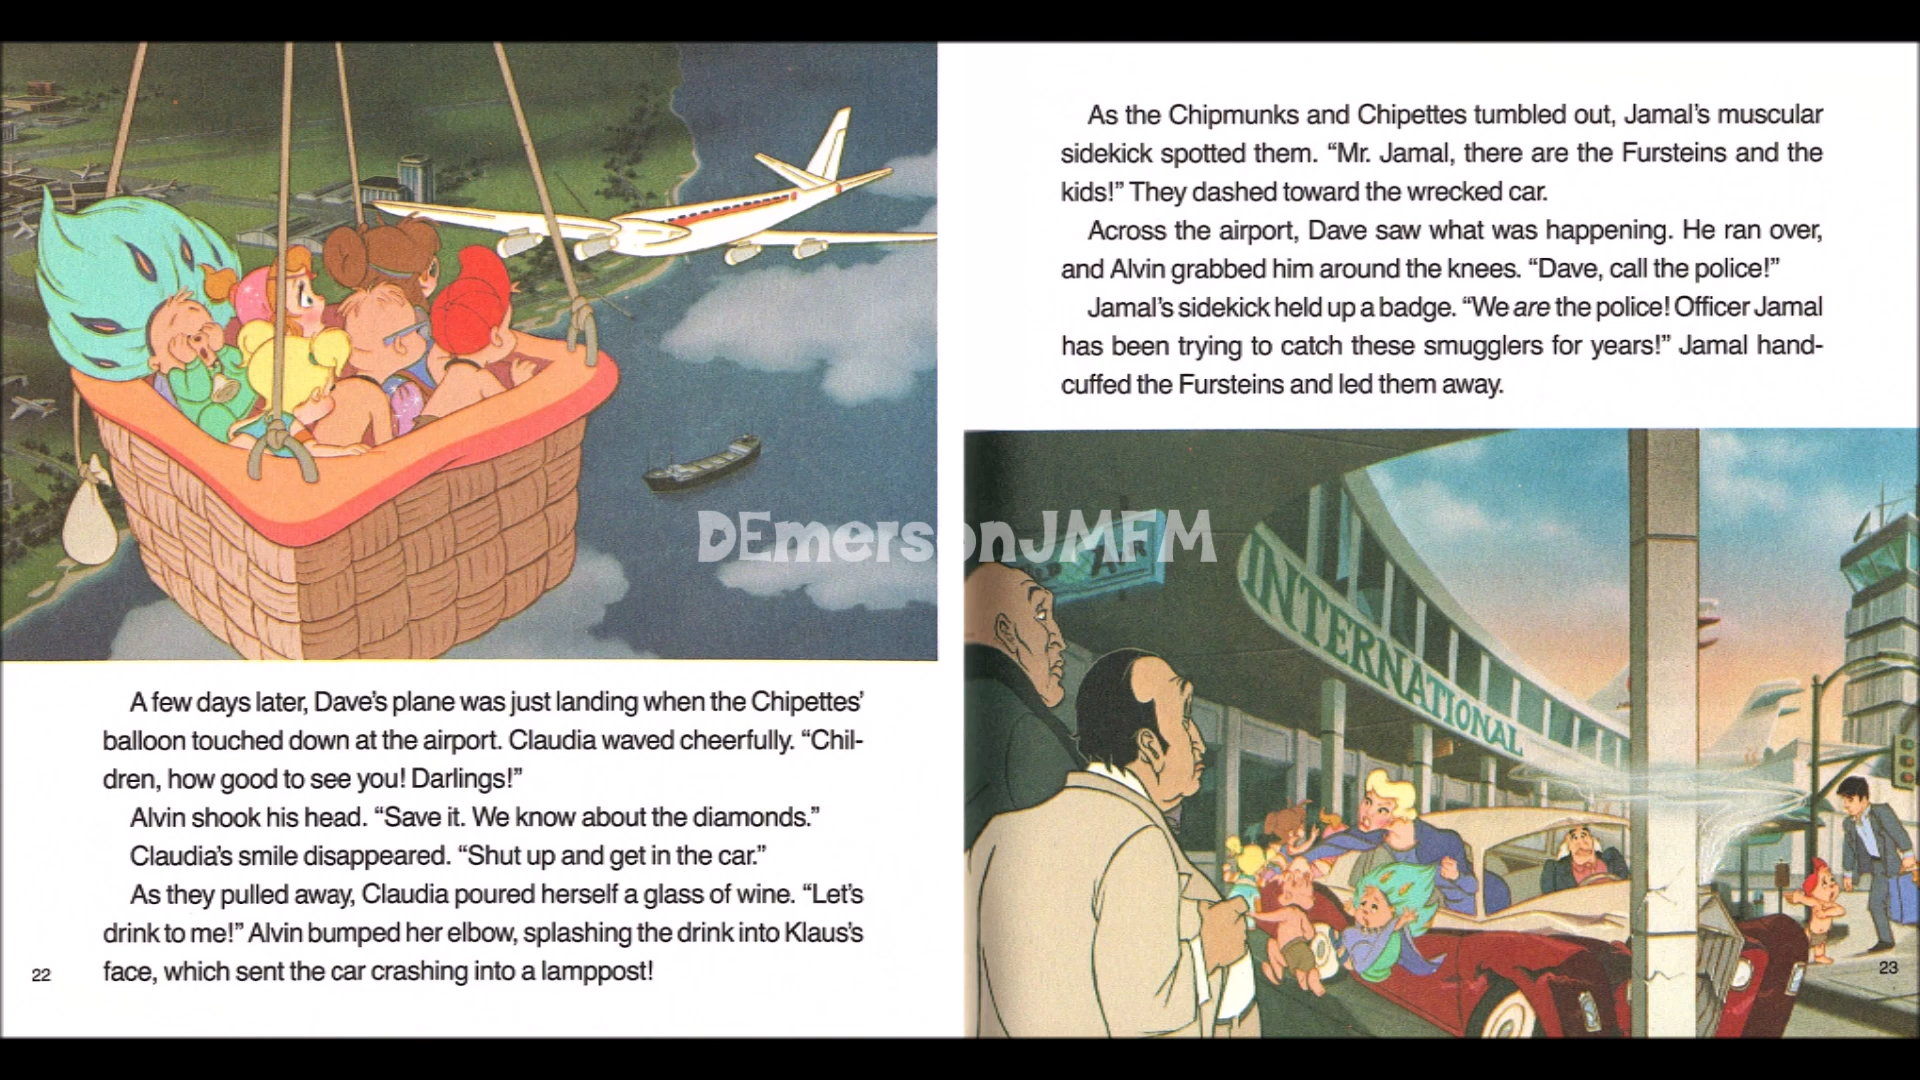 A few days later, Dave's plane was just landing when the Chipettes'
balloon touched down at the airport. Claudia waved cheerfully. “Chil-
dren, how good to see you! Darlings!”
Alvin shook his head. “Save it. We know about the diamonds.”
Claudia's smile disappeared. “Shut up and get in the car.”
As they pulled away, Claudia poured herself a glass of wine. “Let's
drink to me!” Alvin bumped her elbow, splashing the drink into Klaus's
face, which sent the car crashing into a lamppost!
22
As the Chipmunks and Chipettes tumbled out, Jamal's muscular
sidekick spotted them. “Mr. Jamal, there are the Fursteins and the
kids!” They dashed toward the wrecked car.
Across the airport, Dave saw what was happening. He ran over,
and Alvin grabbed him around the knees. “Dave, call the police!”
Jamal's sidekick held up a badge. “We are the police! Officer Jamal
has been trying to catch these smugglers for years!” Jamal hand-
cuffed the Fursteins and led them away.
DEmersonJMFM
INTERNATIONAL
23